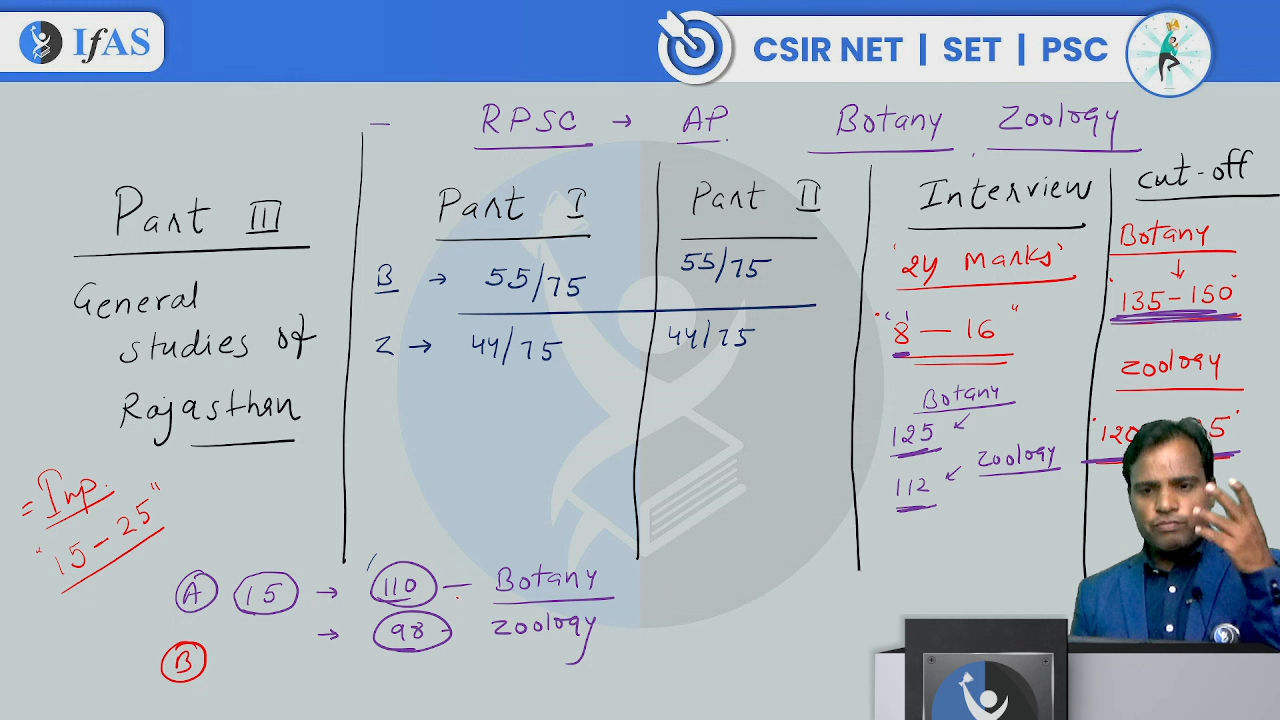 IfAS
CSIR NET | SET | PSC
– RPSC → AP Botany, Zoology
Part III
General
studies of
Rajasthan
= Imp.
"15 – 25"
Part I
Part II
B → 55/75 55/75
Z → 44/75 44/75
Interview
'24 marks'
"8 – 16"
Botany
125 ↙
112 ↙ Zoology
cut-off
Botany
↓
"135–150"
Zoology
A 15 → 110 – Botany
→ 98 – Zoology
B